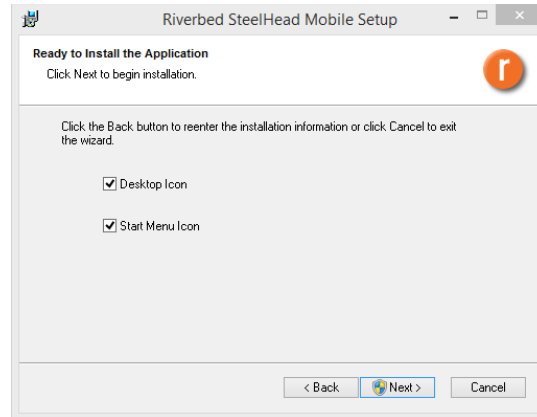 Riverbed SteelHead Mobile Setup
Ready to Install the Application
Click Next to begin installation.
r
Click the Back button to reenter the installation information or click Cancel to exit
the wizard.
Desktop Icon
Start Menu Icon
< Back
Next >
Cancel